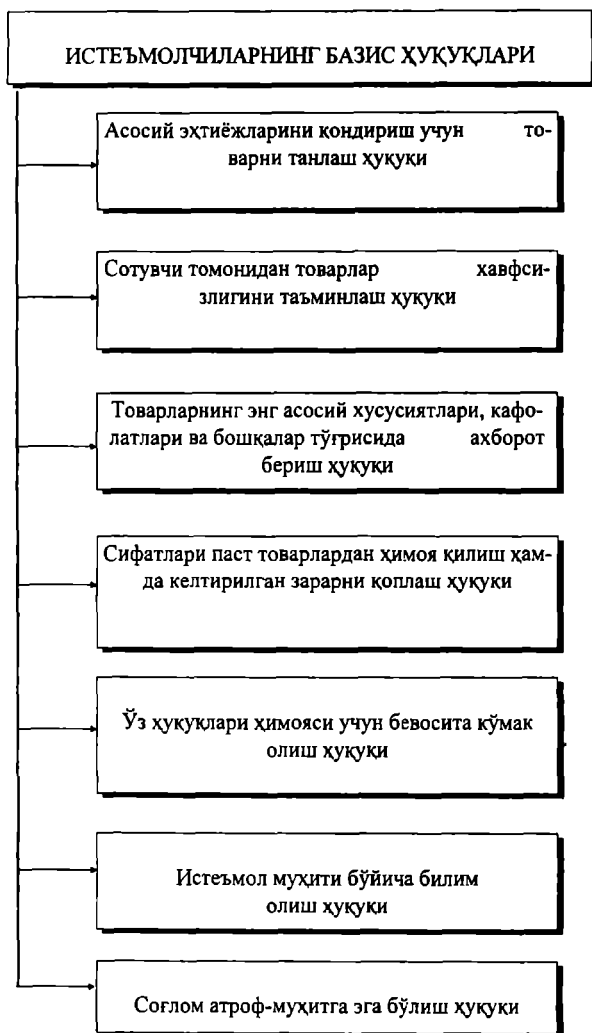 ИСТЕЪМОЛЧИЛАРНИНГ БАЗИС ҲУҚУҚЛАРИ
Асосий эҳтиёжларини қондириш учун то-
варни танлаш ҳуқуқи
Сотувчи томонидан товарлар хавфси-
злигини таъминлаш ҳуқуқи
Товарларнинг энг асосий хусусиятлари, кафо-
латлари ва бошқалар тўғрисида ахборот
бериш ҳуқуқи
Сифатлари паст товарлардан ҳимоя қилиш ҳам-
да келтирилган зарарни қоплаш ҳуқуқи
Ўз ҳуқуқлари ҳимояси учун бевосита кўмак
олиш ҳуқуқи
Истеъмол муҳити бўйича билим
олиш ҳуқуқи
Соғлом атроф-муҳитга эга бўлиш ҳуқуқи